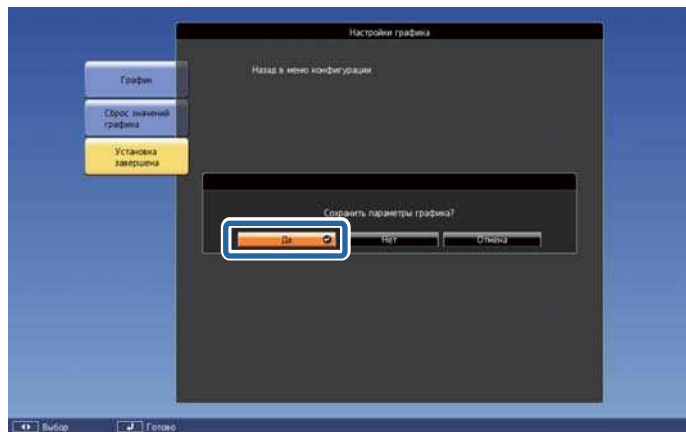 Настройки графика
Назад в меню конфигурации
График
Сброс значений
графика
Установка
завершена
Сохранить параметры графика?
Да
Нет
Отмена
Выбор
Готово